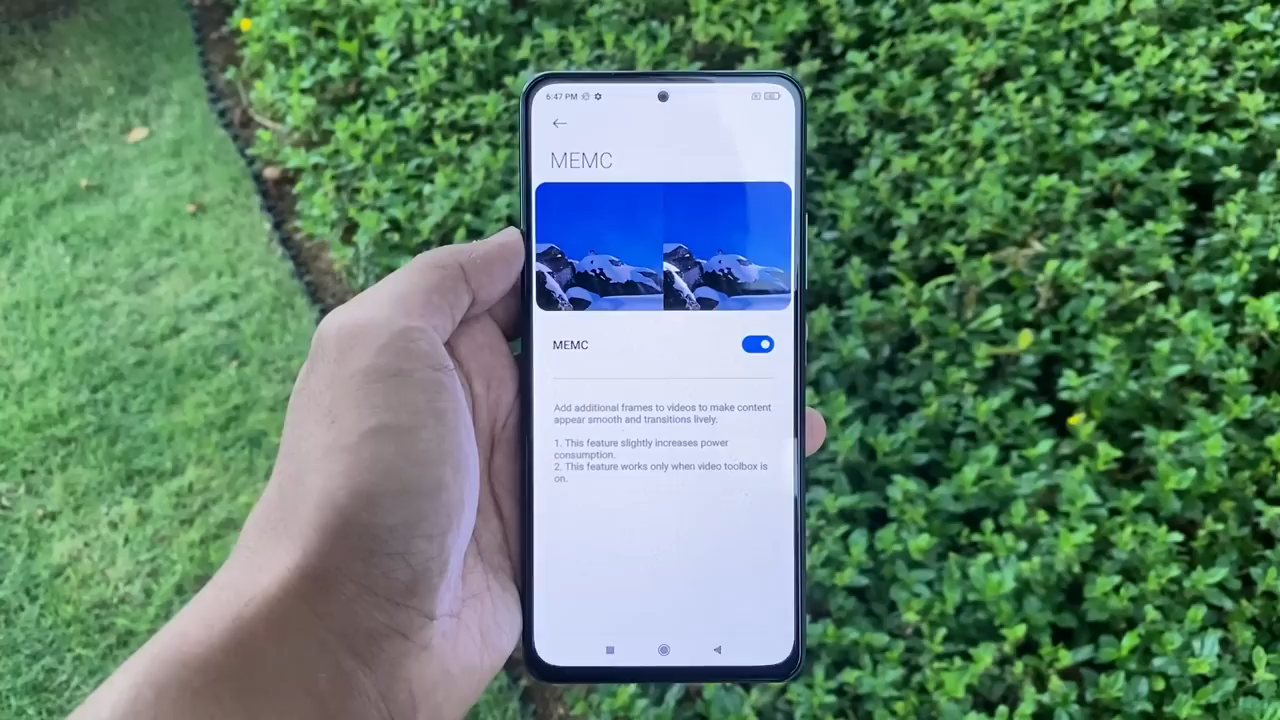 6:47 PM
MEMC
MEMC
Add additional frames to videos to make content
appear smooth and transitions lively.
1. This feature slightly increases power
consumption.
2. This feature works only when video toolbox is
on.